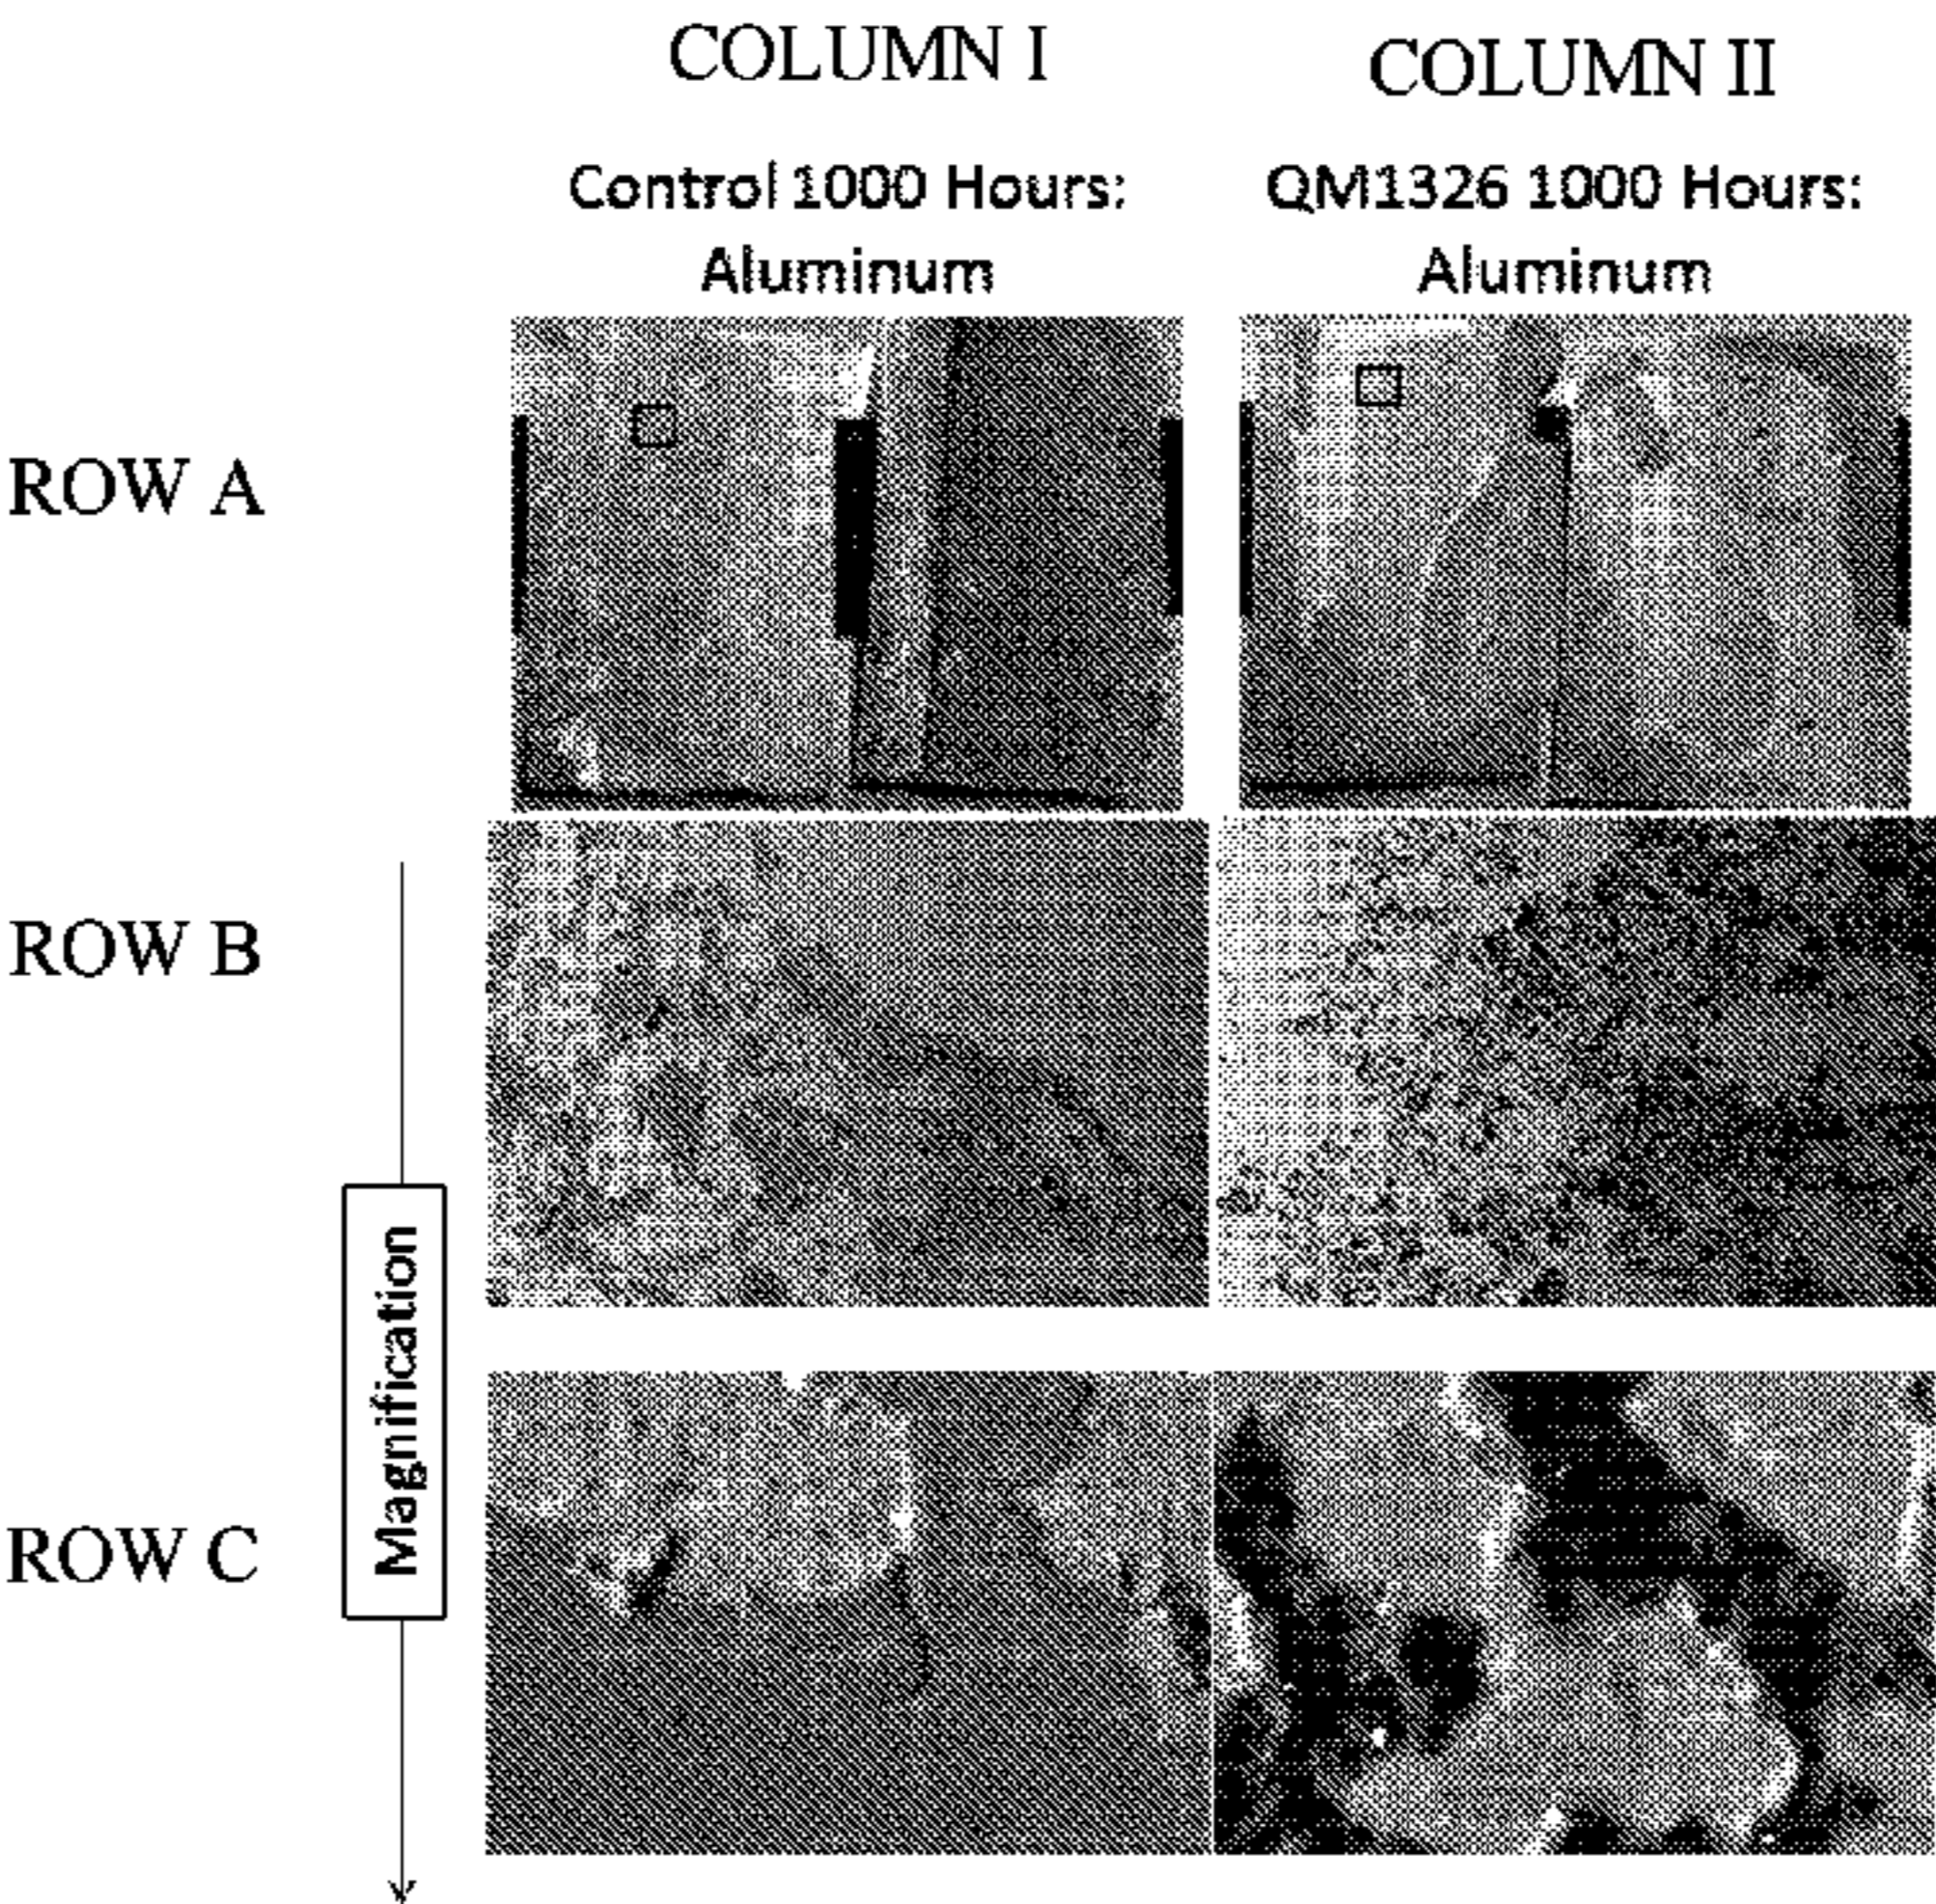 COLUMN I
COLUMN II
Control 1000 Hours:
Aluminum
QM1326 1000 Hours:
Aluminum
ROW A
ROW B
Magnification
ROW C